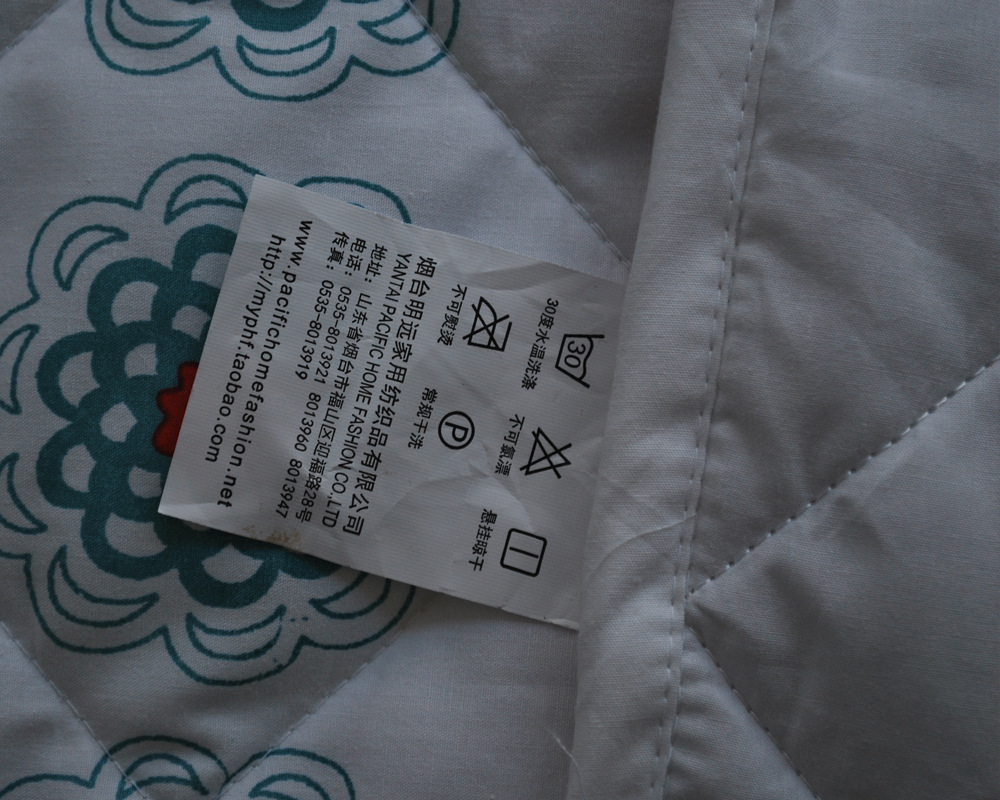 30
30度水温洗涤
不可氯漂
悬挂晾干
不可熨烫
P
常规干洗
烟台明远家用纺织品有限公司
YANTAI PACIFIC HOME FASHION CO.,LTD
地址：山东省烟台市福山区迎福路28号
电话：0535-8013921 8013960 8013947
传真：0535-8013919
www.pacifichomefashion.net
http://myphf.taobao.com